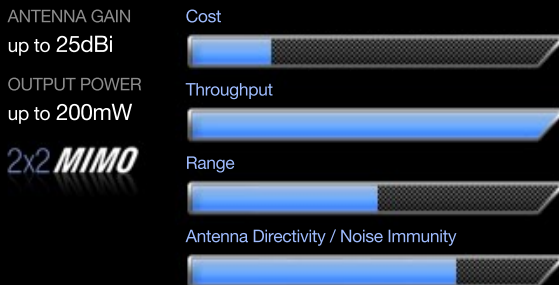 ANTENNA GAIN
up to 25dBi
OUTPUT POWER
up to 200mW
2x2 MIMO
Cost
Throughput
Range
Antenna Directivity / Noise Immunity